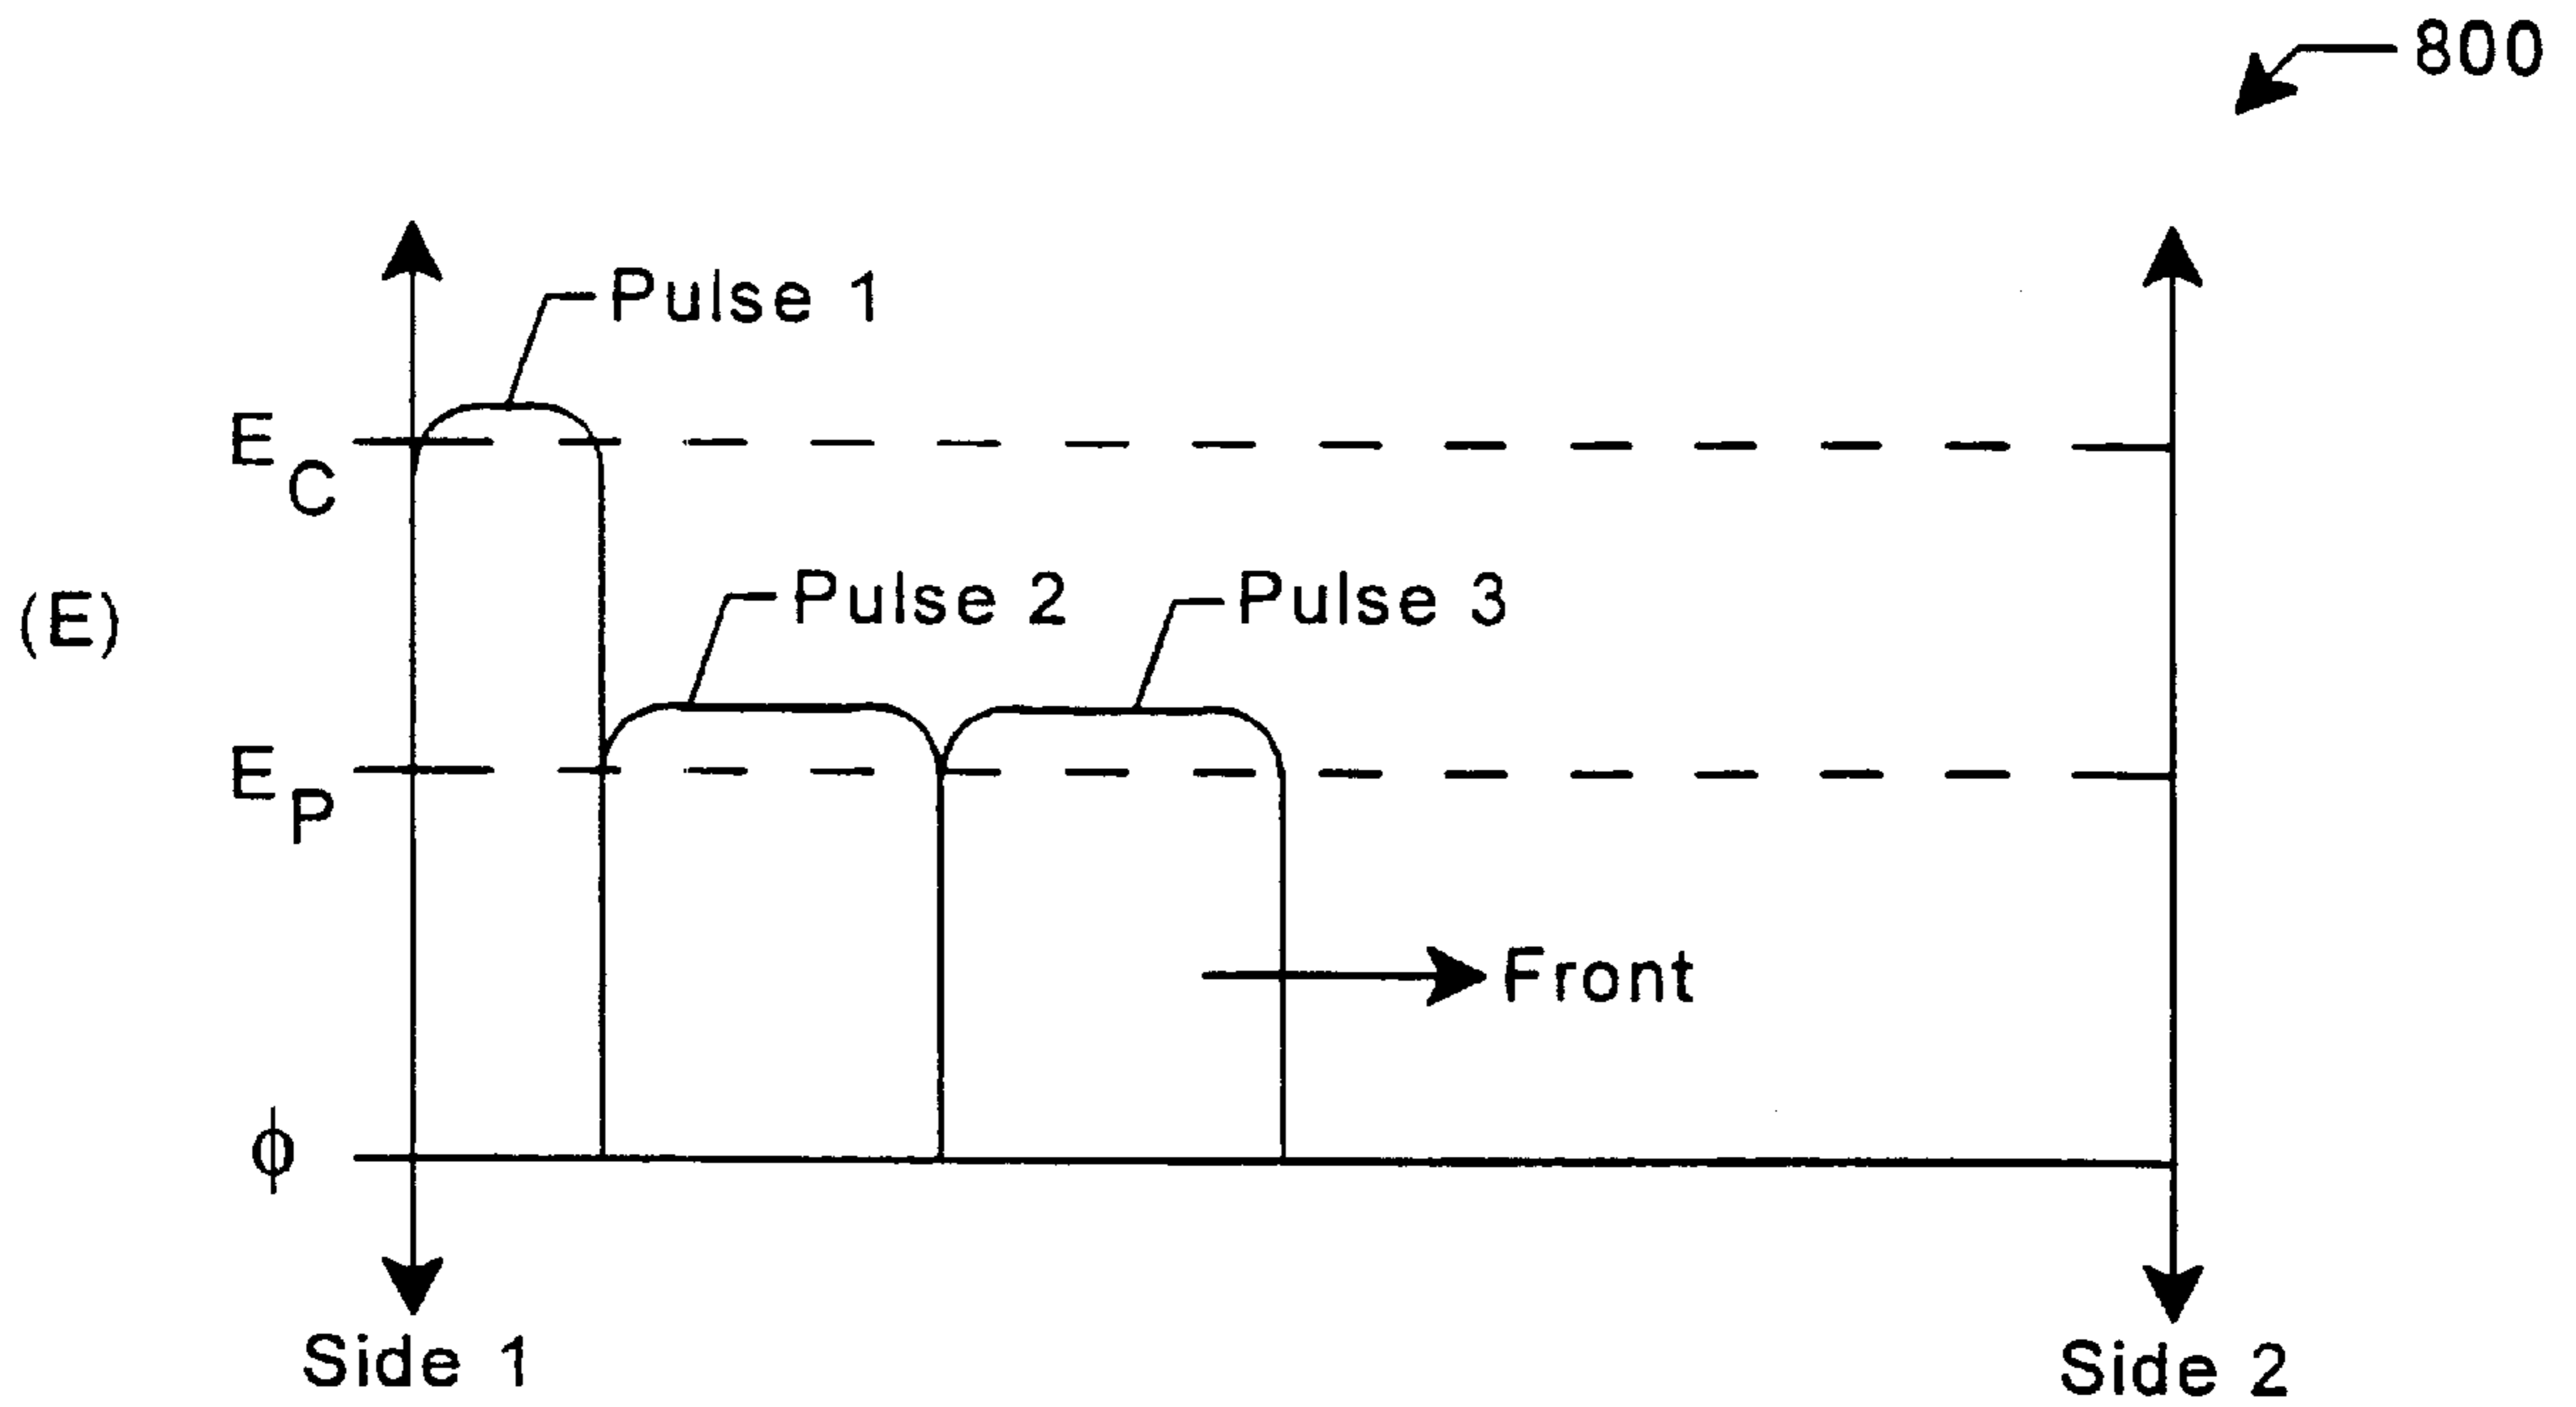 800
Pulse 1
E C
(E)
Pulse 2
Pulse 3
E P
Front
ϕ
Side 1
Side 2